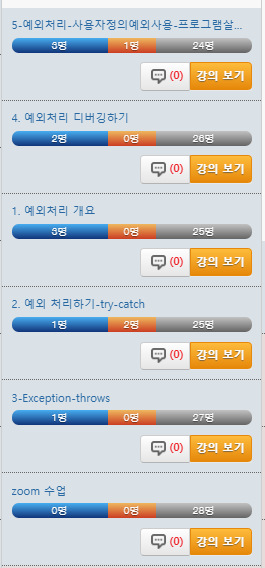 5-예외처리-사용자정의예외사용-프로그램살...
3명 1명 24명
(0) 강의 보기
4. 예외처리 디버깅하기
2명 0명 26명
(0) 강의 보기
1. 예외처리 개요
3명 0명 25명
(0) 강의 보기
2. 예외 처리하기-try-catch
1명 2명 25명
(0) 강의 보기
3-Exception-throws
1명 0명 27명
(0) 강의 보기
zoom 수업
0명 0명 28명
(0) 강의 보기